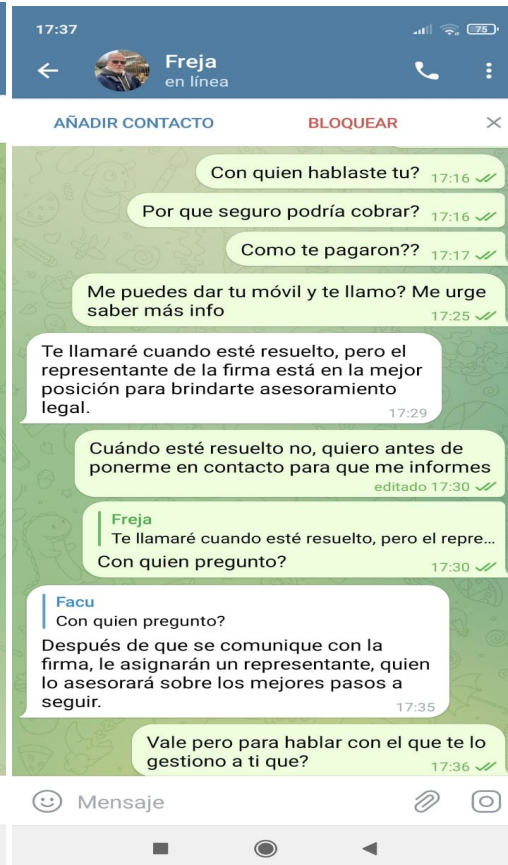 17:37
75
Freja
en línea
AÑADIR CONTACTO
BLOQUEAR
Con quien hablaste tu? 17:16
Por que seguro podría cobrar? 17:16
Como te pagaron?? 17:17
Me puedes dar tu móvil y te llamo? Me urge
saber más info
17:25
Te llamaré cuando esté resuelto, pero el
representante de la firma está en la mejor
posición para brindarte asesoramiento
legal.
17:29
Cuándo esté resuelto no, quiero antes de
ponerme en contacto para que me informes
editado 17:30
Freja
Te llamaré cuando esté resuelto, pero el repre...
Con quien pregunto?
17:30
Facu
Con quien pregunto?
Después de que se comunique con la
firma, le asignarán un representante, quien
lo asesorará sobre los mejores pasos a
seguir.
17:35
Vale pero para hablar con el que te lo
gestiono a ti que?
17:36
Mensaje